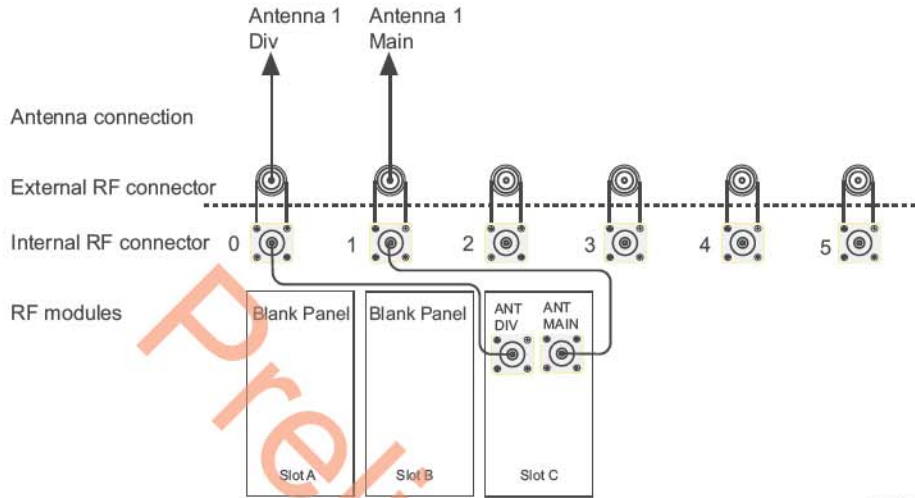 Antenna 1
Div
Antenna 1
Main
Antenna connection
External RF connector
Internal RF connector 0 1 2 3 4 5
RF modules
Blank Panel
Blank Panel
ANT
DIV
ANT
MAIN
Slot A
Slot B
Slot C
Preli